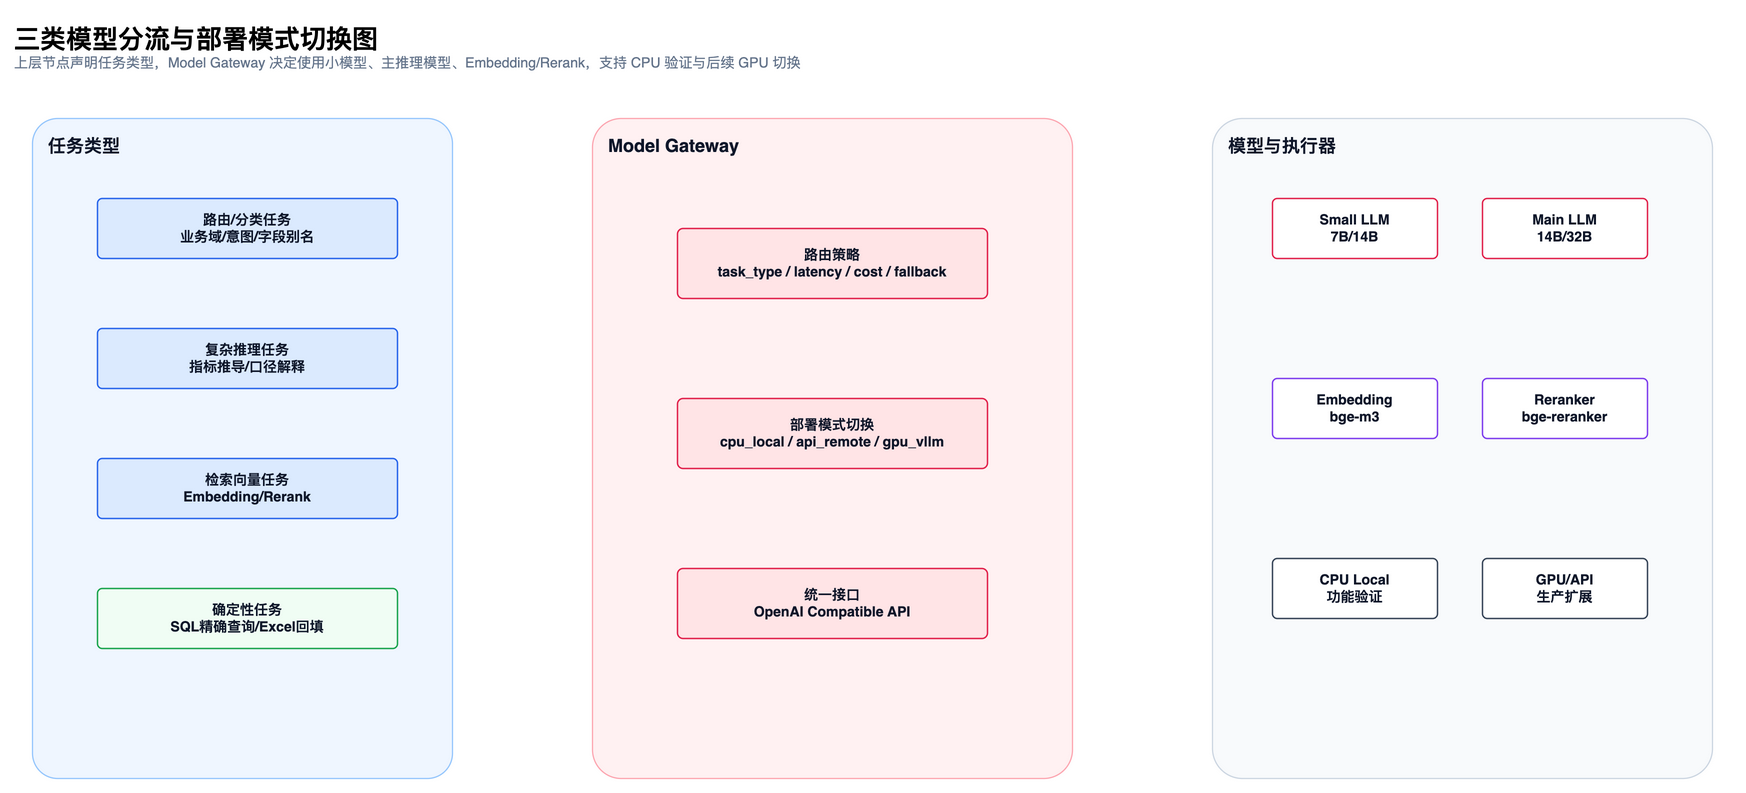 三类模型分流与部署模式切换图
上层节点声明任务类型，Model Gateway 决定使用小模型、主推理模型、Embedding/Rerank，支持 CPU 验证与后续 GPU 切换
任务类型
路由/分类任务
业务域/意图/字段别名
复杂推理任务
指标推导/口径解释
检索向量任务
Embedding/Rerank
确定性任务
SQL精确查询/Excel回填
Model Gateway
路由策略
task_type / latency / cost / fallback
部署模式切换
cpu_local / api_remote / gpu_vllm
统一接口
OpenAI Compatible API
模型与执行器
Small LLM
7B/14B
Main LLM
14B/32B
Embedding
bge-m3
Reranker
bge-reranker
CPU Local
功能验证
GPU/API
生产扩展